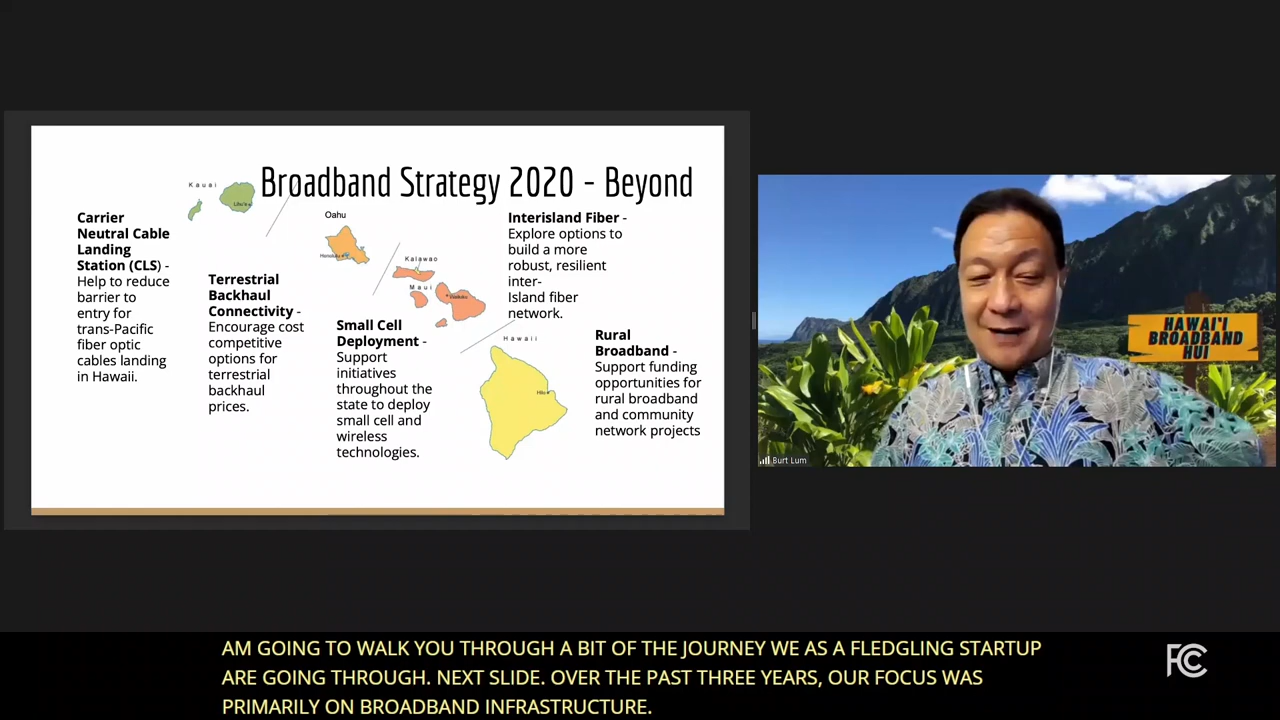 Broadband Strategy 2020 - Beyond
Kauai
Lihu'e
Carrier
Neutral Cable
Landing
Station (CLS) -
Help to reduce
barrier to
entry for
trans-Pacific
fiber optic
cables landing
in Hawaii.
Terrestrial
Backhaul
Connectivity -
Encourage cost
competitive
options for
terrestrial
backhaul
prices.
Oahu
Honolulu
Kalawao
Maui
Wailuku
Small Cell
Deployment -
Support
initiatives
throughout the
state to deploy
small cell and
wireless
technologies.
Interisland Fiber -
Explore options to
build a more
robust, resilient
inter-
Island fiber
network.
Hawaii
Hilo
Rural
Broadband -
Support funding
opportunities for
rural broadband
and community
network projects
HAWAI'I
BROADBAND
HUI
Burt Lum
AM GOING TO WALK YOU THROUGH A BIT OF THE JOURNEY WE AS A FLEDGLING STARTUP
ARE GOING THROUGH. NEXT SLIDE. OVER THE PAST THREE YEARS, OUR FOCUS WAS
PRIMARILY ON BROADBAND INFRASTRUCTURE.
FCC